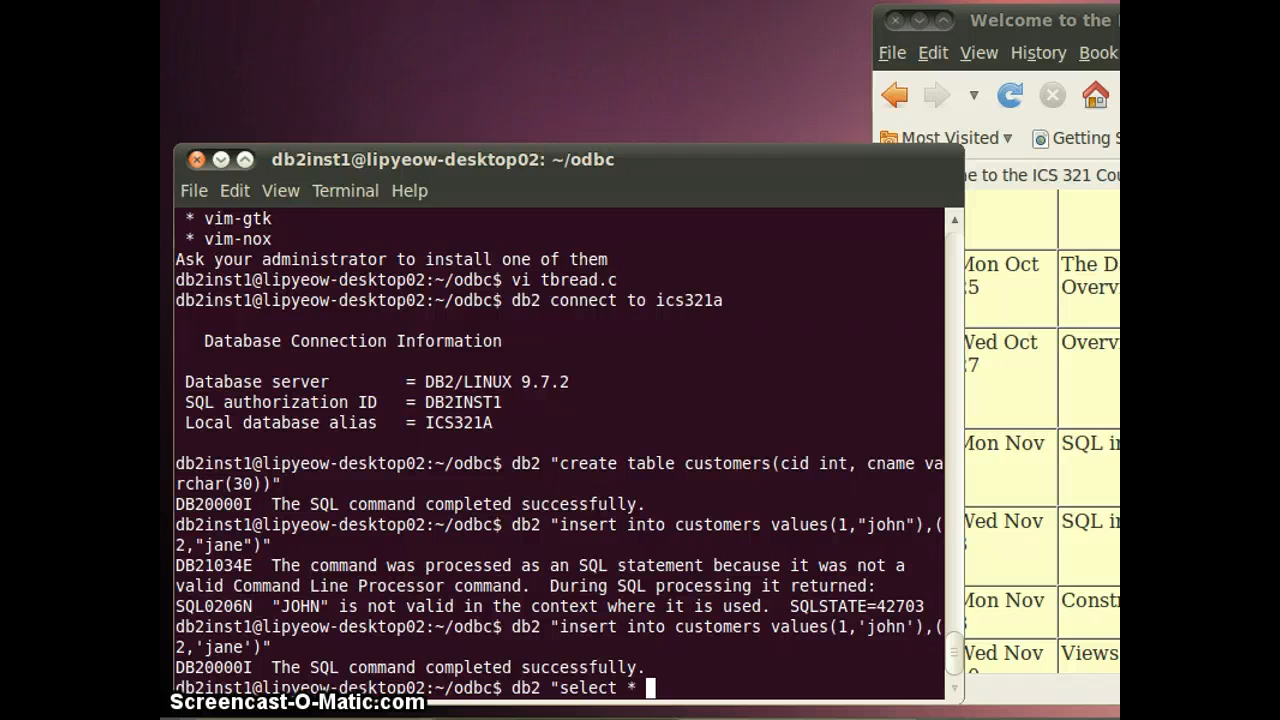 Welcome to the
File Edit View History Book
Most Visited Getting S
db2inst1@lipyeow-desktop02: ~/odbc
e to the ICS 321 Cou
File Edit View Terminal Help
* vim-gtk
* vim-nox
Ask your administrator to install one of them
db2inst1@lipyeow-desktop02:~/odbc$ vi tbread.c
db2inst1@lipyeow-desktop02:~/odbc$ db2 connect to ics321a
Database Connection Information
Database server = DB2/LINUX 9.7.2
SQL authorization ID = DB2INST1
Local database alias = ICS321A
db2inst1@lipyeow-desktop02:~/odbc$ db2 "create table customers(cid int, cname va
rchar(30))"
DB20000I The SQL command completed successfully.
db2inst1@lipyeow-desktop02:~/odbc$ db2 "insert into customers values(1,"john"),(
2,"jane")"
DB21034E The command was processed as an SQL statement because it was not a
valid Command Line Processor command. During SQL processing it returned:
SQL0206N "JOHN" is not valid in the context where it is used. SQLSTATE=42703
db2inst1@lipyeow-desktop02:~/odbc$ db2 "insert into customers values(1,'john'),(
2,'jane')"
DB20000I The SQL command completed successfully.
db2inst1@lipyeow-desktop02:~/odbc$ db2 "select *
Mon Oct The D
25 Overv
Wed Oct Overv
27
Mon Nov SQL in
Wed Nov SQL in
3
Mon Nov Constr
8
Wed Nov Views
Screencast-O-Matic.com